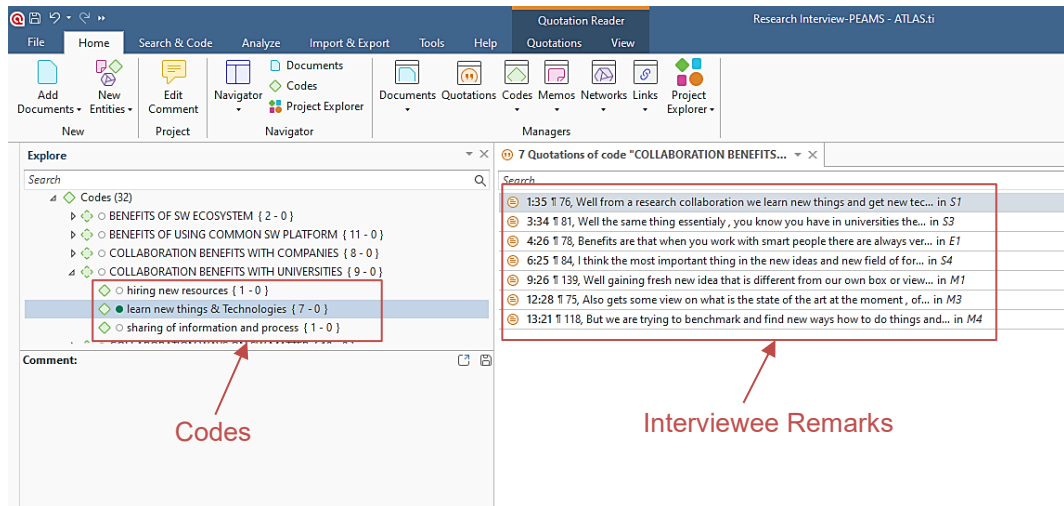 Quotation Reader
Research Interview-PEAMS - ATLAS.ti
File Home Search & Code Analyze Import & Export Tools Help Quotations View
Add Documents
New Entities
Edit Comment
Navigator
Documents
Codes
Project Explorer
Documents Quotations Codes Memos Networks Links Project Explorer
New Project Navigator Managers
Explore
Search
Codes (32)
BENEFITS OF SW ECOSYSTEM { 2 - 0 }
BENEFITS OF USING COMMON SW PLATFORM { 11 - 0 }
COLLABORATION BENEFITS WITH COMPANIES { 8 - 0 }
COLLABORATION BENEFITS WITH UNIVERSITIES { 9 - 0 }
hiring new resources { 1 - 0 }
learn new things & Technologies { 7 - 0 }
sharing of information and process { 1 - 0 }
Comment:
Codes
7 Quotations of code "COLLABORATION BENEFITS...
Search
1:35 ¶ 76, Well from a research collaboration we learn new things and get new tec... in S1
3:34 ¶ 81, Well the same thing essentialy , you know you have in universities the... in S3
4:26 ¶ 78, Benefits are that when you work with smart people there are always ver... in E1
6:25 ¶ 84, I think the most important thing in the new ideas and new field of for... in S4
9:26 ¶ 139, Well gaining fresh new idea that is different from our own box or view... in M1
12:28 ¶ 75, Also gets some view on what is the state of the art at the moment , of... in M3
13:21 ¶ 118, But we are trying to benchmark and find new ways how to do things and... in M4
Interviewee Remarks